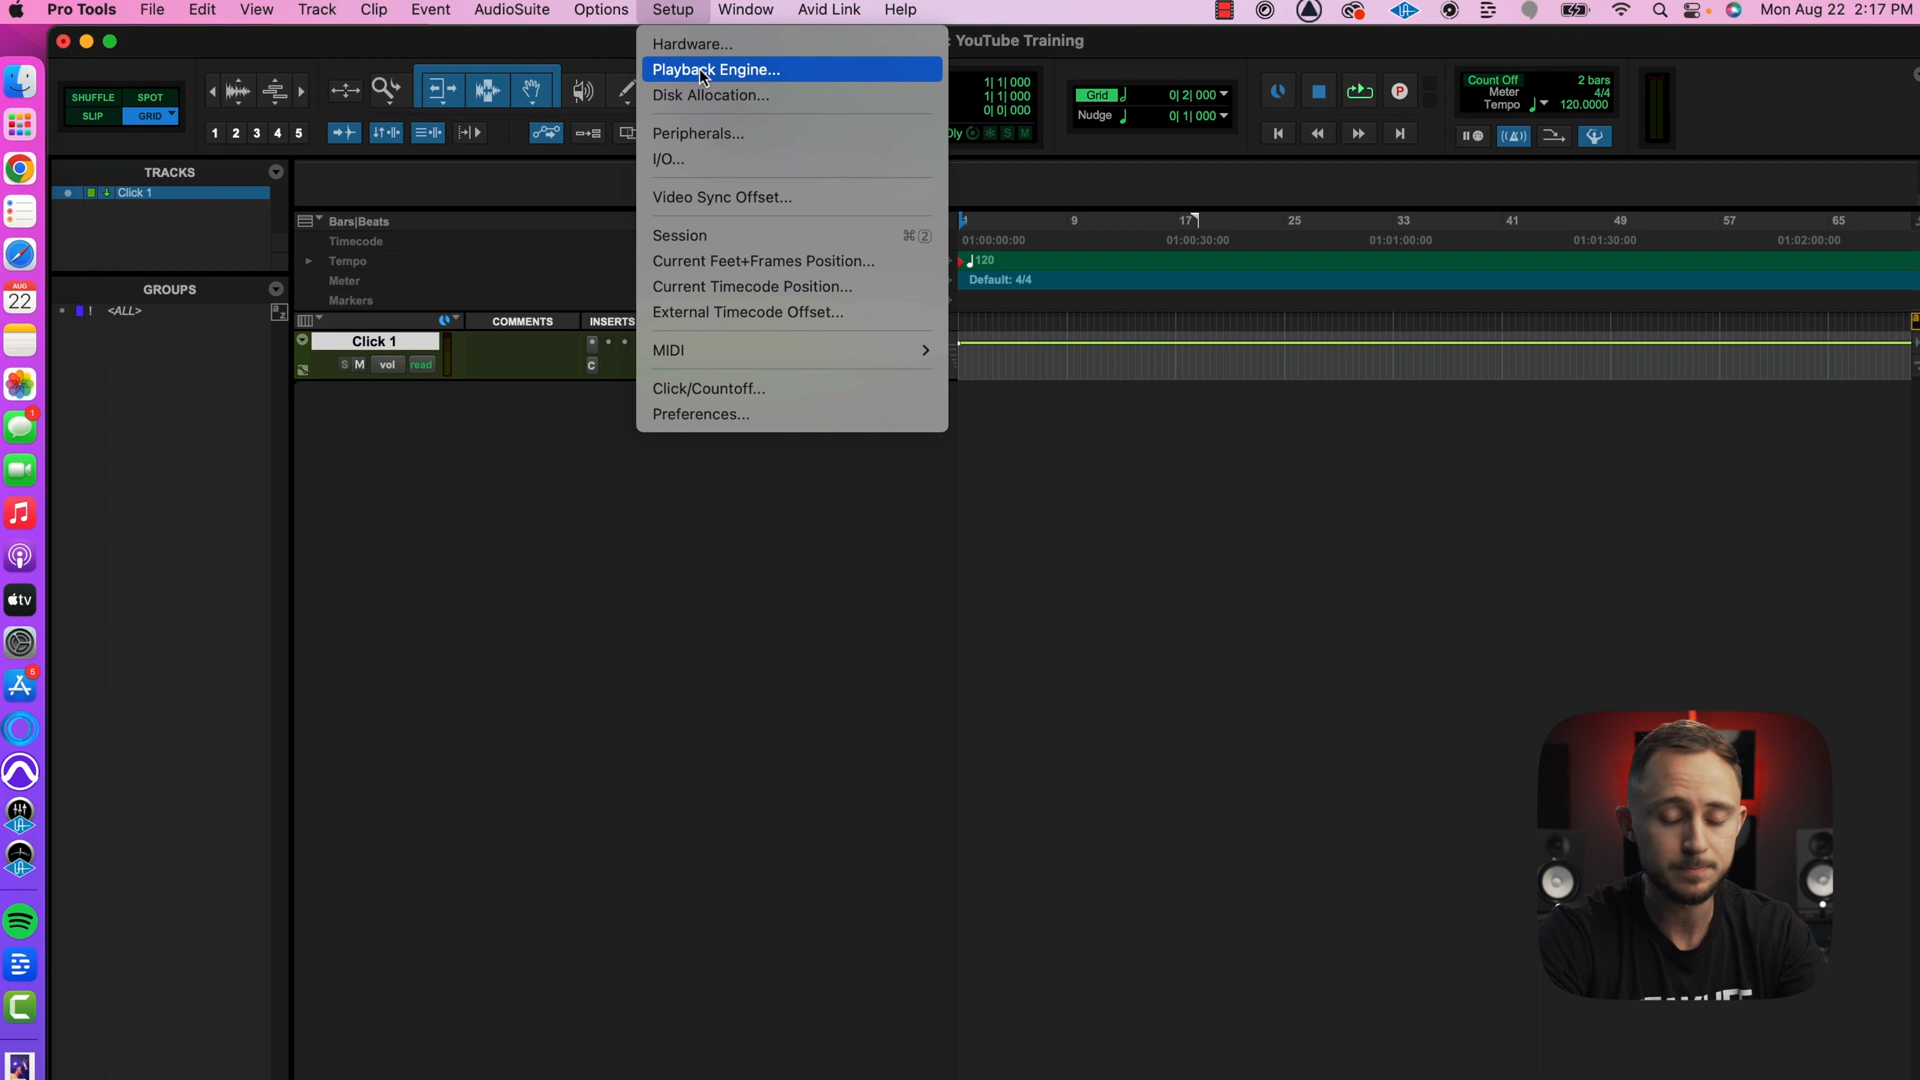 Pro Tools File Edit View Track Clip Event AudioSuite Options Setup Window Avid Link Help Mon Aug 22 2:17 PM
: YouTube Training
Hardware...
Playback Engine...
Disk Allocation...
Peripherals...
I/O...
Video Sync Offset...
Session ⌘2
Current Feet+Frames Position...
Current Timecode Position...
External Timecode Offset...
MIDI
Click/Countoff...
Preferences...
SHUFFLE SPOT
SLIP GRID
1 2 3 4 5
1| 1| 000
1| 1| 000
0| 0| 000
Dly S M
Grid 0| 2| 000
Nudge 0| 1| 000
P
Count Off 2 bars
Meter 4/4
Tempo 120.0000
TRACKS
Click 1
GROUPS
! <ALL>
a z
Bars|Beats
Timecode
Tempo
Meter
Markers
1 9 17 25 33 41 49 57 65
01:00:00:00 01:00:30:00 01:01:00:00 01:01:30:00 01:02:00:00
120
Default: 4/4
COMMENTS INSERTS
Click 1
S M vol read
C
AUG
22
1
tv
5